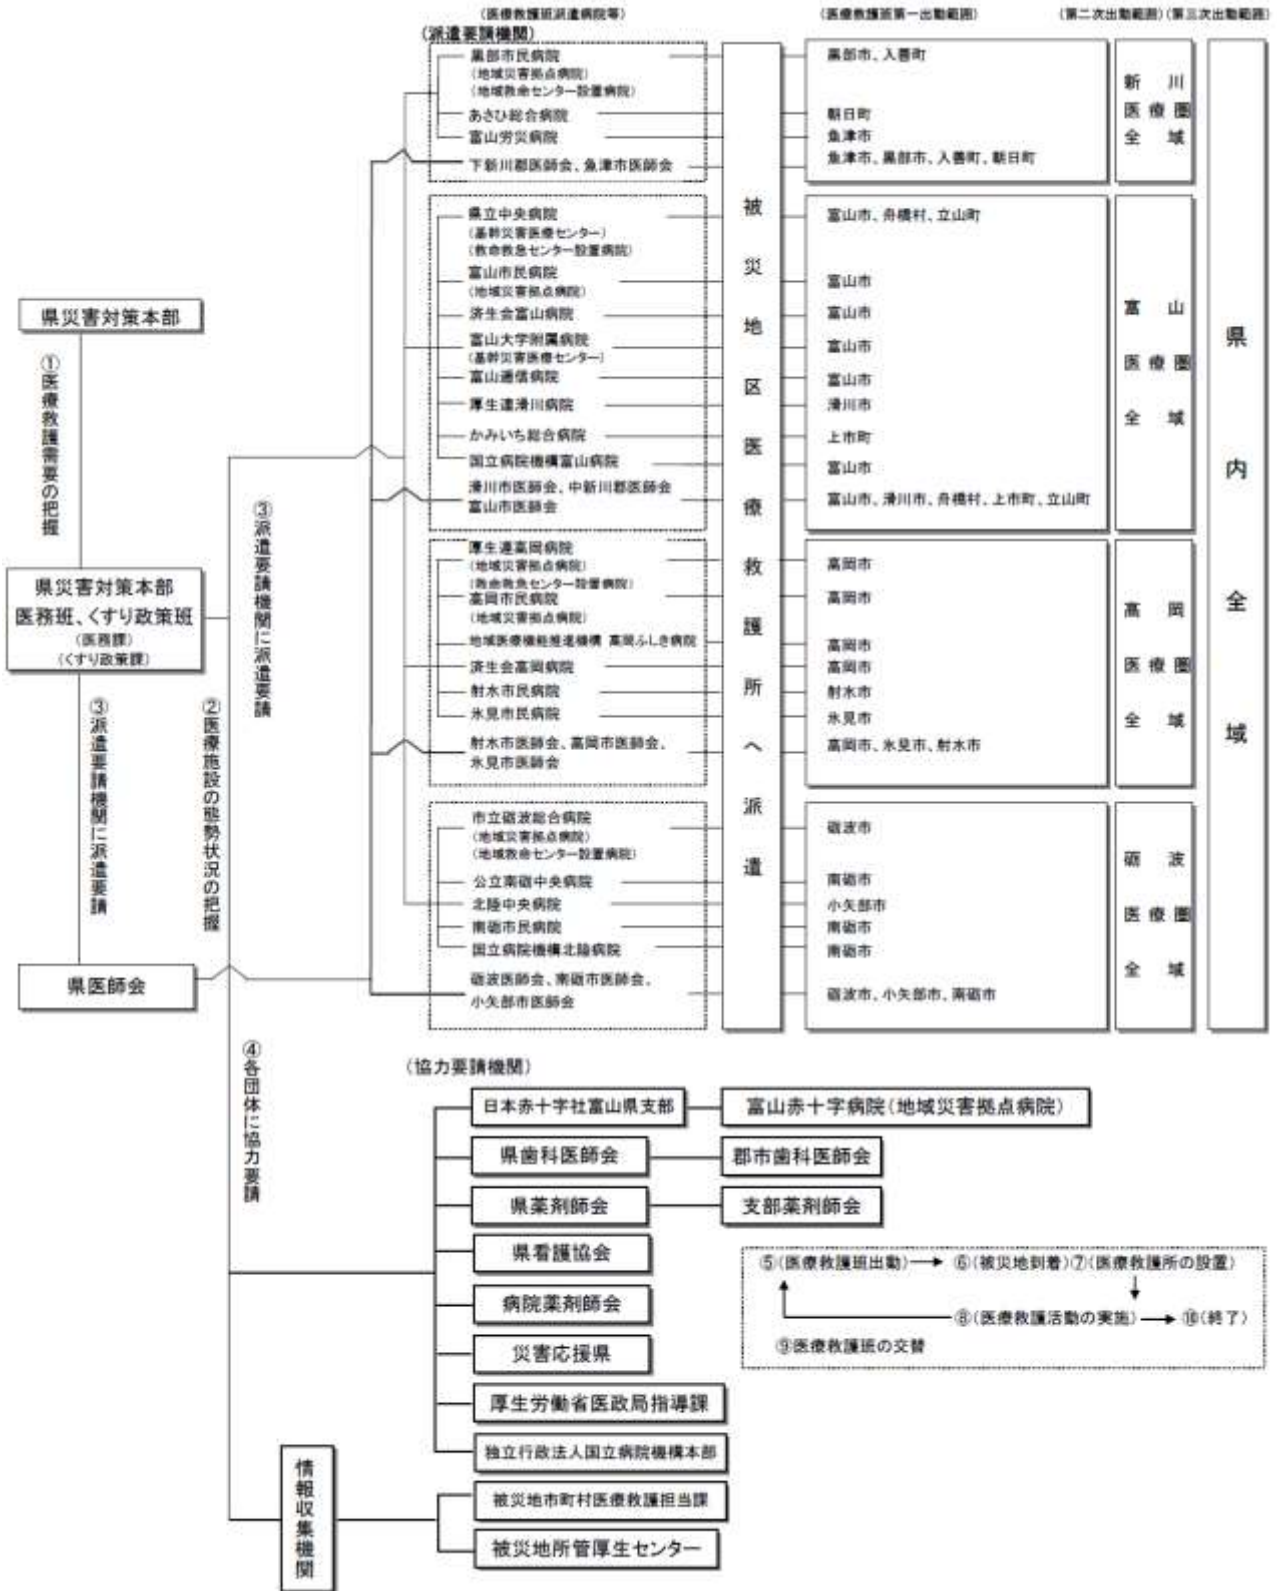 (医療救護班派遣病院等)
(医療救護班第一出動範囲)
(第二次出動範囲)(第三次出動範囲)
(派遣要請機関)
黒部市民病院
(地域災害拠点病院)
(地域救命センター設置病院)
あさひ総合病院
富山労災病院
下新川郡医師会、魚津市医師会
黒部市、入善町
朝日町
魚津市
魚津市、黒部市、入善町、朝日町
新川
医療圏
全域
県立中央病院
(基幹災害医療センター)
(救命救急センター設置病院)
富山市民病院
(地域災害拠点病院)
済生会富山病院
富山大学附属病院
(基幹災害医療センター)
富山逓信病院
厚生連滑川病院
かみいち総合病院
国立病院機構富山病院
滑川市医師会、中新川郡医師会
富山市医師会
富山市、舟橋村、立山町
富山市
富山市
富山市
富山市
滑川市
上市町
富山市
富山市、滑川市、舟橋村、上市町、立山町
富山
医療圏
全域
厚生連高岡病院
(地域災害拠点病院)
(救命救急センター設置病院)
高岡市民病院
(地域災害拠点病院)
地域医療機能推進機構 高岡ふしき病院
済生会高岡病院
射水市民病院
氷見市民病院
射水市医師会、高岡市医師会、
氷見市医師会
高岡市
高岡市
高岡市
高岡市
射水市
氷見市
高岡市、氷見市、射水市
高岡
医療圏
全域
市立砺波総合病院
(地域災害拠点病院)
(地域救命センター設置病院)
公立南砺中央病院
北陸中央病院
南砺市民病院
国立病院機構北陸病院
砺波医師会、南砺市医師会、
小矢部市医師会
砺波市
南砺市
小矢部市
南砺市
南砺市
砺波市、小矢部市、南砺市
砺波
医療圏
全域
被災地区医療救護所へ派遣
県内全域
県災害対策本部
①医療救護需要の把握
県災害対策本部
医務班、くすり政策班
(医務課)
(くすり政策課)
③派遣要請機関に派遣要請
③派遣要請機関に派遣要請
②医療施設の態勢状況の把握
県医師会
④各団体に協力要請
(協力要請機関)
日本赤十字社富山県支部
富山赤十字病院(地域災害拠点病院)
県歯科医師会
郡市歯科医師会
県薬剤師会
支部薬剤師会
県看護協会
病院薬剤師会
災害応援県
厚生労働省医政局指導課
独立行政法人国立病院機構本部
情報収集機関
被災地市町村医療救護担当課
被災地所管厚生センター
⑤(医療救護班出動)→ ⑥(被災地到着)⑦(医療救護所の設置)
⑧(医療救護活動の実施)→ ⑩(終了)
⑨医療救護班の交替